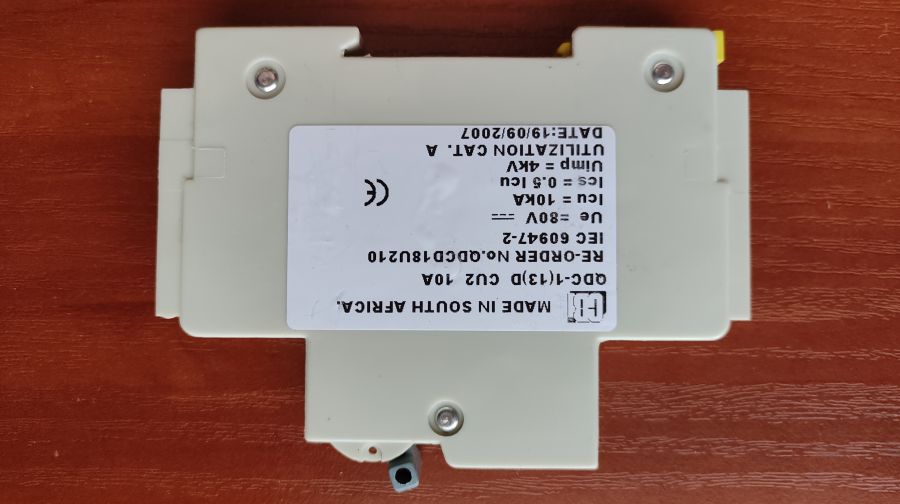 MADE IN SOUTH AFRICA.
QDC-1(13)D CU2 10A
RE-ORDER No.QDCD18U210
IEC 60947-2
Ue =80V
Icu = 10kA
Ics = 0.5 Icu
Uimp = 4kV
UTILIZATION CAT. A
DATE:19/09/2007
CE